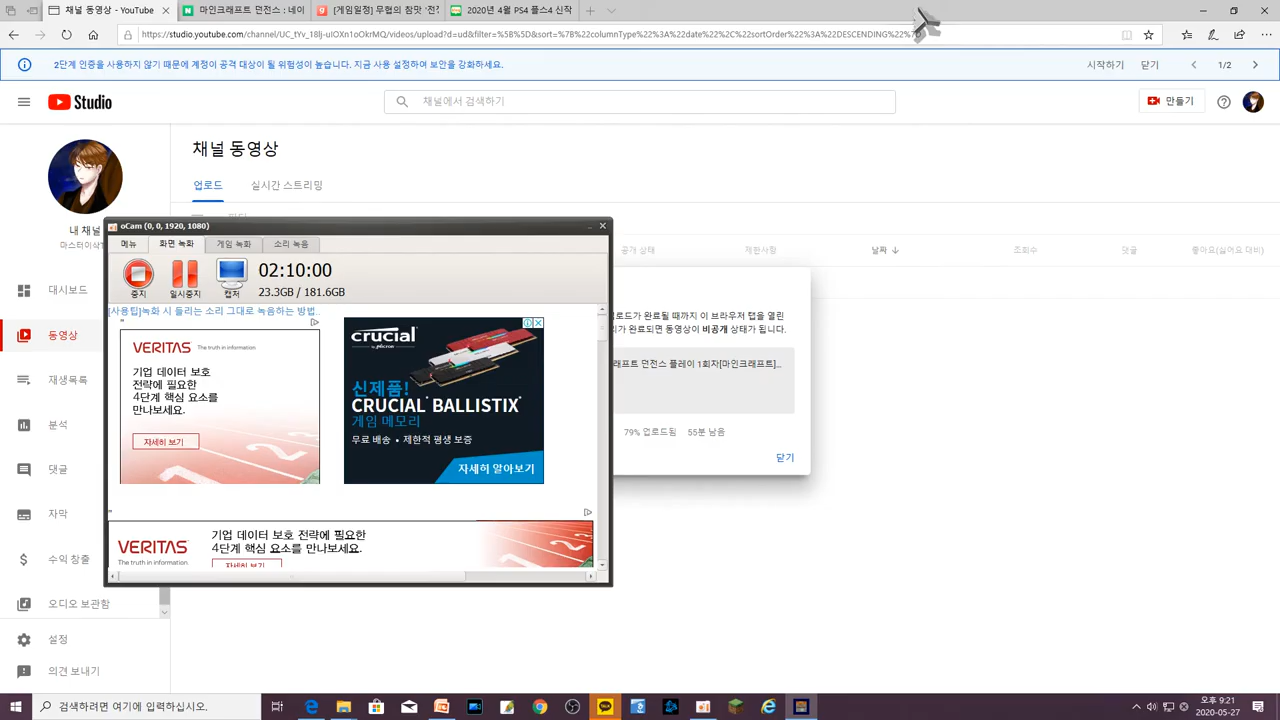 채널 동영상 - YouTube
마인크래프트 던전스 : 네이
[게임일정] 무협의 참맛 '전?
2020년 4월 PS4 플스4 신작
2단계 인증을 사용하지 않기 때문에 계정이 공격 대상이 될 위험성이 높습니다. 지금 사용 설정하여 보안을 강화하세요.
시작하기
닫기
1/2
Studio
채널에서 검색하기
만들기
채널 동영상
업로드
실시간 스트리밍
내 채널
대시보드
동영상
재생목록
분석
댓글
자막
수익 창출
오디오 보관함
설정
의견 보내기
공개 상태
제한사항
날짜
조회수
댓글
좋아요(싫어요 대비)
oCam (0, 0, 1920, 1080)
메뉴
화면 녹화
게임 녹화
소리 녹음
중지
일시중지
캡저
02:10:00
23.3GB / 181.6GB
[사용팁]녹화 시 들리는 소리 그대로 녹음하는 방법..
VERITAS The truth in information.
기업 데이터 보호
전략에 필요한
4단계 핵심 요소를
만나보세요.
자세히 보기
crucial
by Micron
신제품!
CRUCIAL BALLISTIX
게임 메모리
무료 배송 • 제한적 평생 보증
자세히 알아보기
VERITAS
The truth in information.
기업 데이터 보호 전략에 필요한
4단계 핵심 요소를 만나보세요.
자세히 보기
업로드가 완료될 때까지 이 브라우저 탭을 열린
리가 완료되면 동영상이 비공개 상태가 됩니다.
크래프트 던전스 플레이 1회자[마인크래프트]...
79% 업로드됨
55분 남음
닫기
검색하려면 여기에 입력하십시오.
오후 9:21
2020-05-27